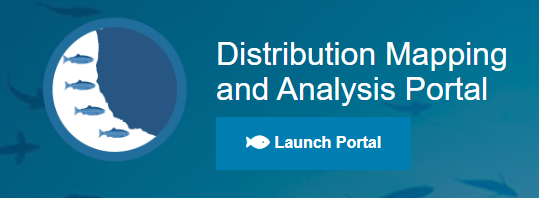 Distribution Mapping
and Analysis Portal
Launch Portal